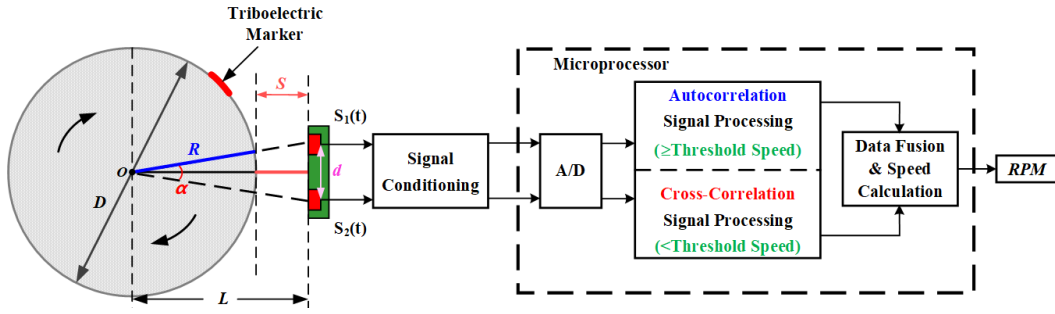 Triboelectric
Marker
S
Microprocessor
S₁(t)
R
O
α
d
D
S₂(t)
L
Signal
Conditioning
A/D
Autocorrelation
Signal Processing
(≥Threshold Speed)
Cross-Correlation
Signal Processing
(<Threshold Speed)
Data Fusion
& Speed
Calculation
RPM